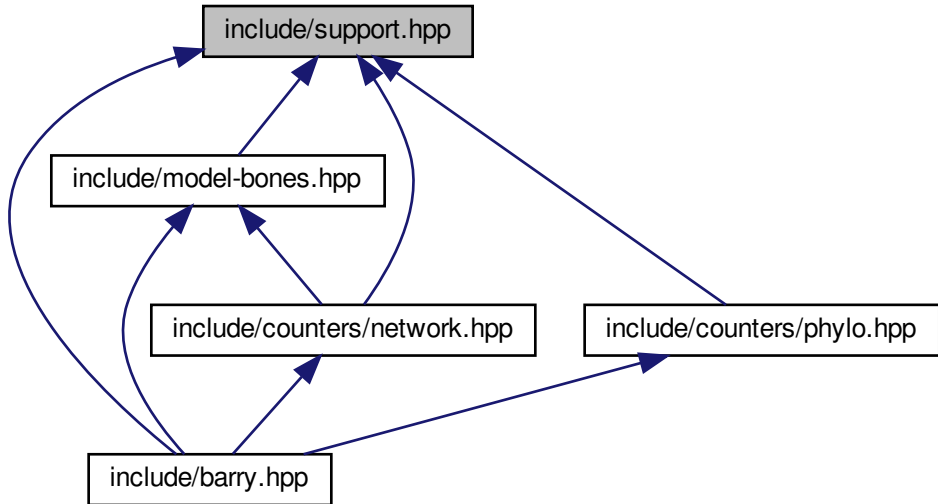 include/support.hpp
include/model-bones.hpp
include/counters/network.hpp
include/counters/phylo.hpp
include/barry.hpp